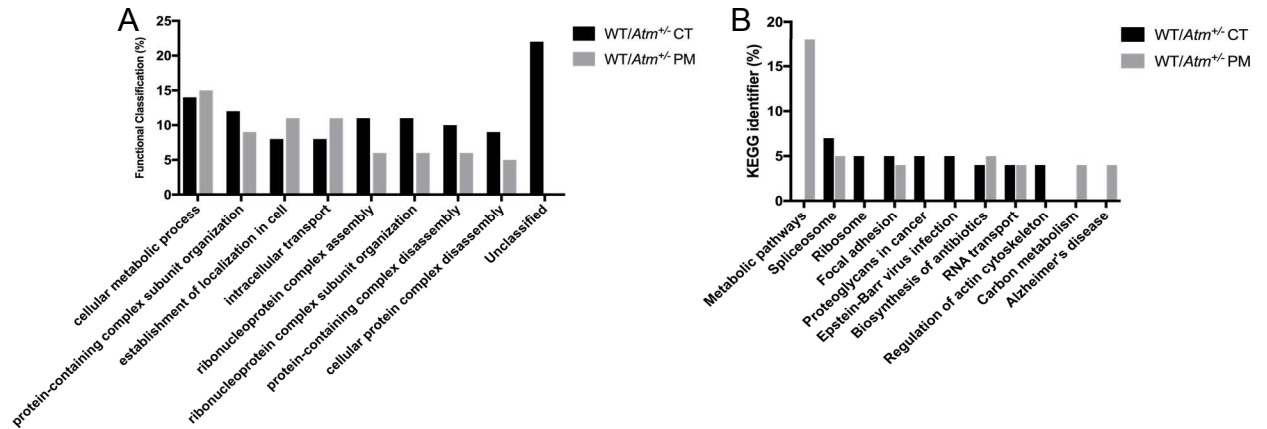 A
Functional Classification (%)
25
20
15
10
5
0
WT/Atm+/- CT
WT/Atm+/- PM
cellular metabolic process
protein-containing complex subunit organization
establishment of localization in cell
intracellular transport
ribonucleoprotein complex assembly
ribonucleoprotein complex subunit organization
protein-containing complex disassembly
cellular protein complex disassembly
Unclassified
B
KEGG identifier (%)
20
15
10
5
0
WT/Atm+/- CT
WT/Atm+/- PM
Metabolic pathways
Spliceosome
Ribosome
Focal adhesion
Proteoglycans in cancer
Epstein-Barr virus infection
Biosynthesis of antibiotics
RNA transport
Regulation of actin cytoskeleton
Carbon metabolism
Alzheimer's disease